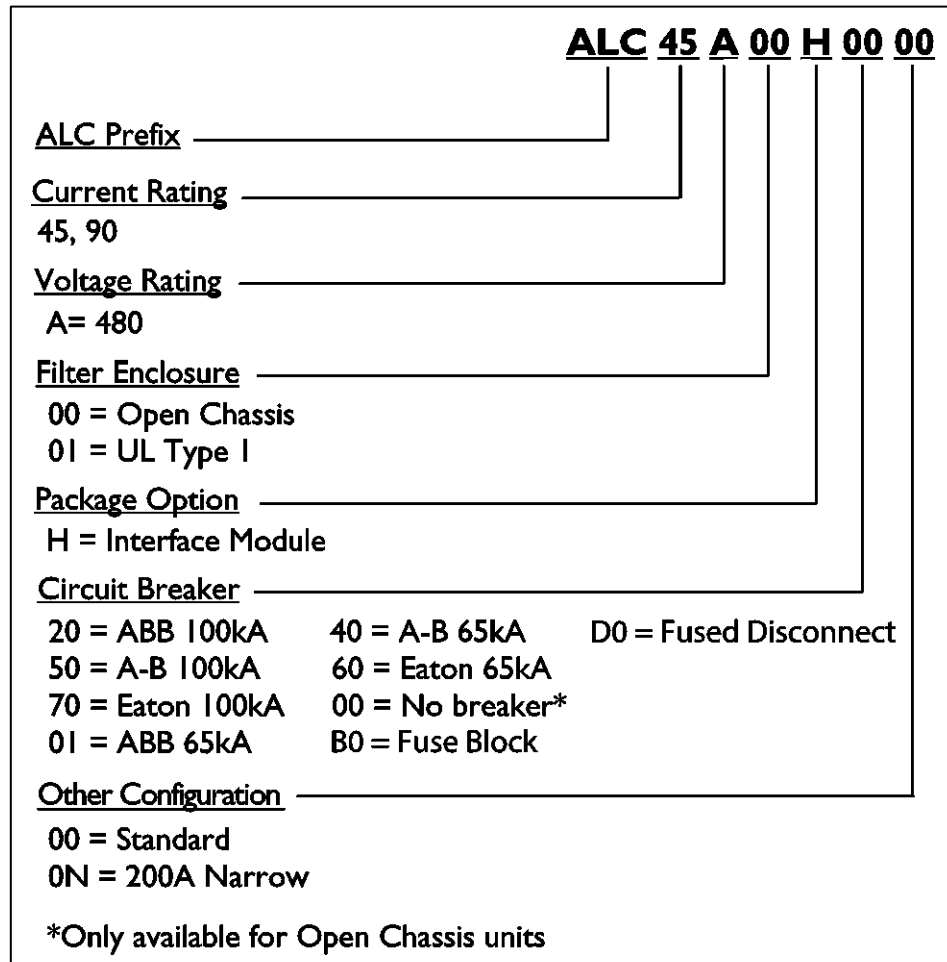 ALC 45 A 00 H 00 00
ALC Prefix
Current Rating
45, 90
Voltage Rating
A= 480
Filter Enclosure
00 = Open Chassis
01 = UL Type 1
Package Option
H = Interface Module
Circuit Breaker
20 = ABB 100kA 40 = A-B 65kA D0 = Fused Disconnect
50 = A-B 100kA 60 = Eaton 65kA
70 = Eaton 100kA 00 = No breaker*
01 = ABB 65kA B0 = Fuse Block
Other Configuration
00 = Standard
0N = 200A Narrow
*Only available for Open Chassis units